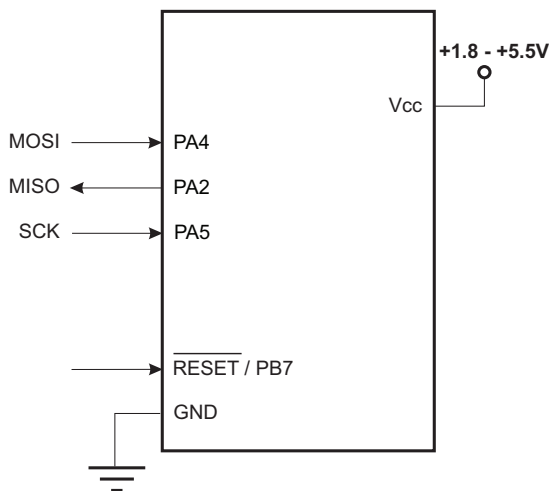 +1.8 - +5.5V
Vcc
MOSI PA4
MISO PA2
SCK PA5
RESET / PB7
GND